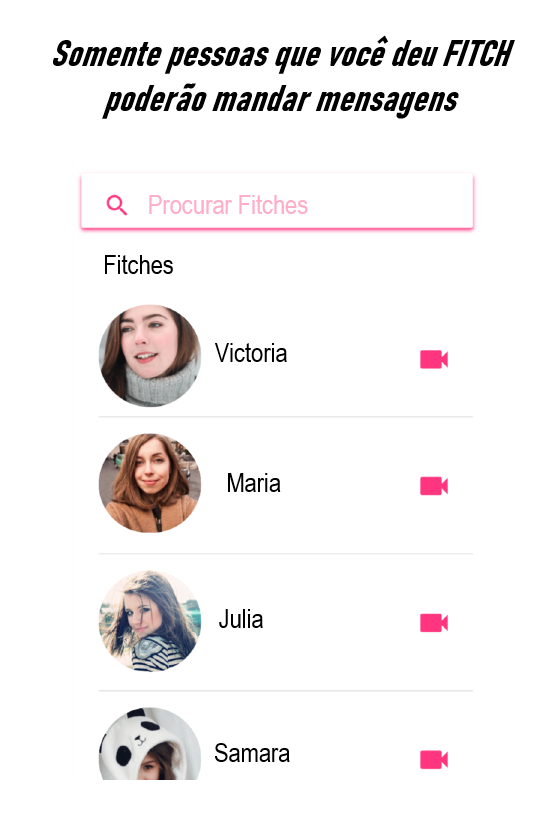 Somente pessoas que você deu FITCH
poderão mandar mensagens
Procurar Fitches
Fitches
Victoria
Maria
Julia
Samara